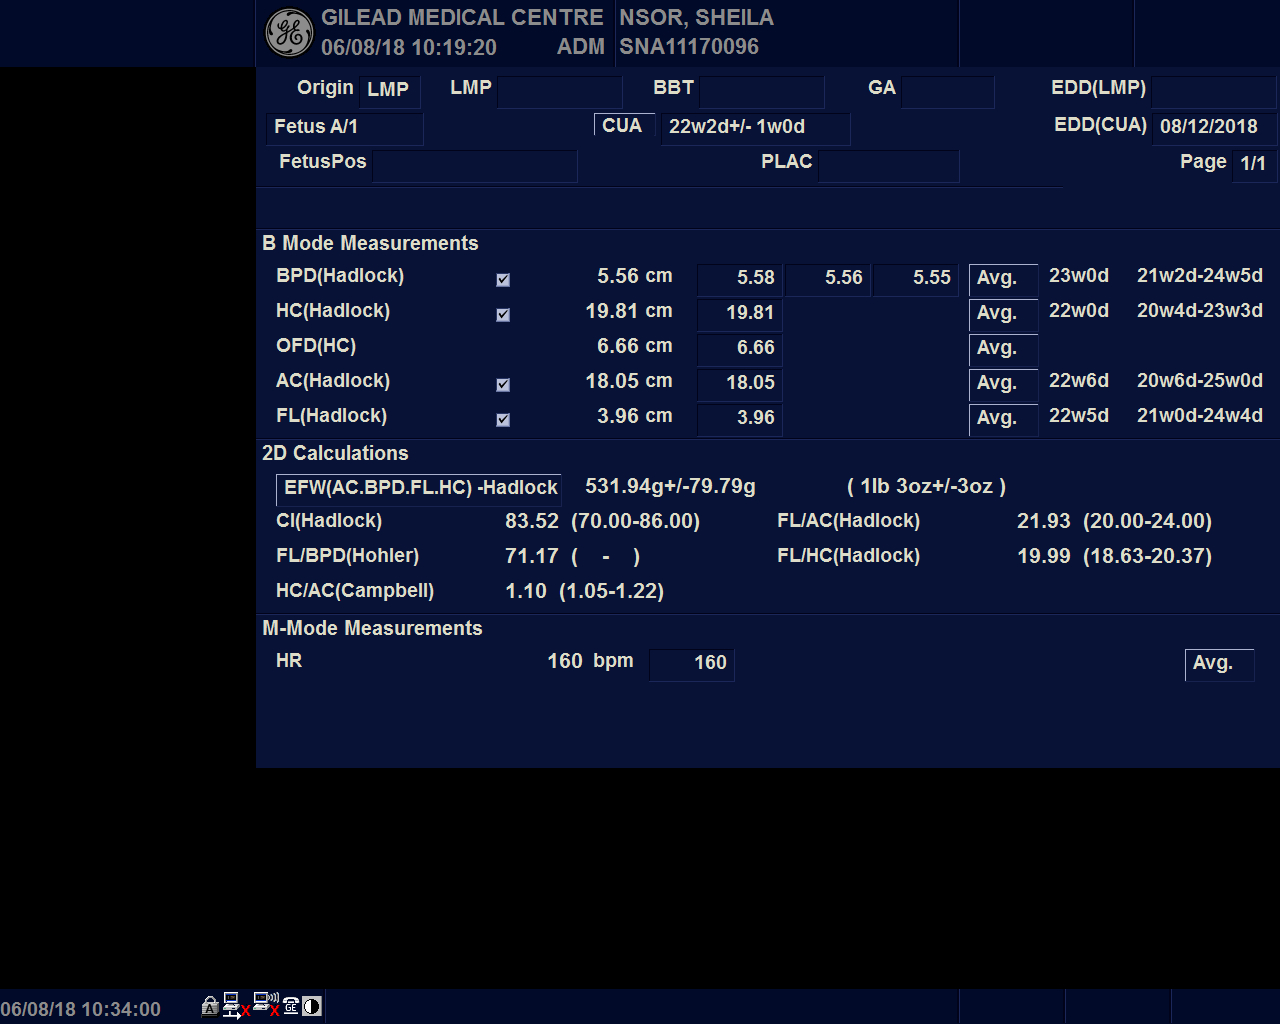 GILEAD MEDICAL CENTRE NSOR, SHEILA
06/08/18 10:19:20 ADM SNA11170096
Origin LMP LMP BBT GA EDD(LMP)
Fetus A/1 CUA 22w2d+/- 1w0d EDD(CUA) 08/12/2018
FetusPos PLAC Page 1/1
B Mode Measurements
BPD(Hadlock) 5.56 cm 5.58 5.56 5.55 Avg. 23w0d 21w2d-24w5d
HC(Hadlock) 19.81 cm 19.81 Avg. 22w0d 20w4d-23w3d
OFD(HC) 6.66 cm 6.66 Avg.
AC(Hadlock) 18.05 cm 18.05 Avg. 22w6d 20w6d-25w0d
FL(Hadlock) 3.96 cm 3.96 Avg. 22w5d 21w0d-24w4d
2D Calculations
EFW(AC.BPD.FL.HC) -Hadlock 531.94g+/-79.79g ( 1lb 3oz+/-3oz )
CI(Hadlock) 83.52 (70.00-86.00) FL/AC(Hadlock) 21.93 (20.00-24.00)
FL/BPD(Hohler) 71.17 ( - ) FL/HC(Hadlock) 19.99 (18.63-20.37)
HC/AC(Campbell) 1.10 (1.05-1.22)
M-Mode Measurements
HR 160 bpm 160 Avg.
06/08/18 10:34:00 A GE